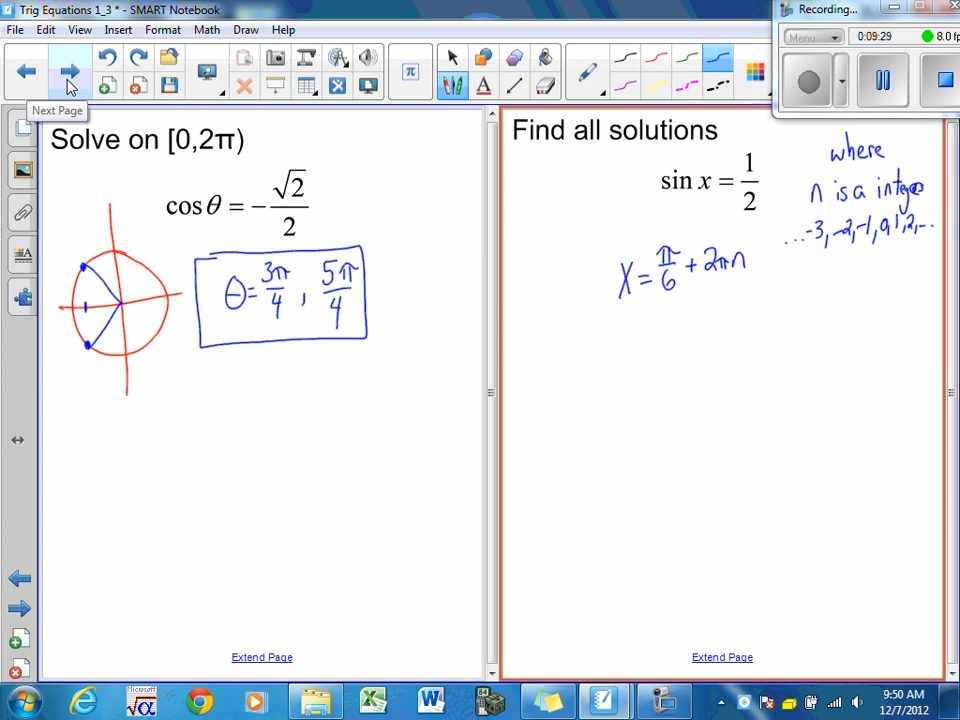 Trig Equations 1_3 * - SMART Notebook
Recording...
File Edit View Insert Format Math Draw Help
Menu
0:09:29
8.0 f
Next Page
π
A
Solve on [0,2π)
cos θ = − √2/2
θ = 3π/4 , 5π/4
Find all solutions
sin x = 1/2
where
n is a integer
...-3, -2, -1, 0, 1, 2, ...
X = π/6 + 2πn
Extend Page
Extend Page
Microsoft
√α
84
9:50 AM
12/7/2012